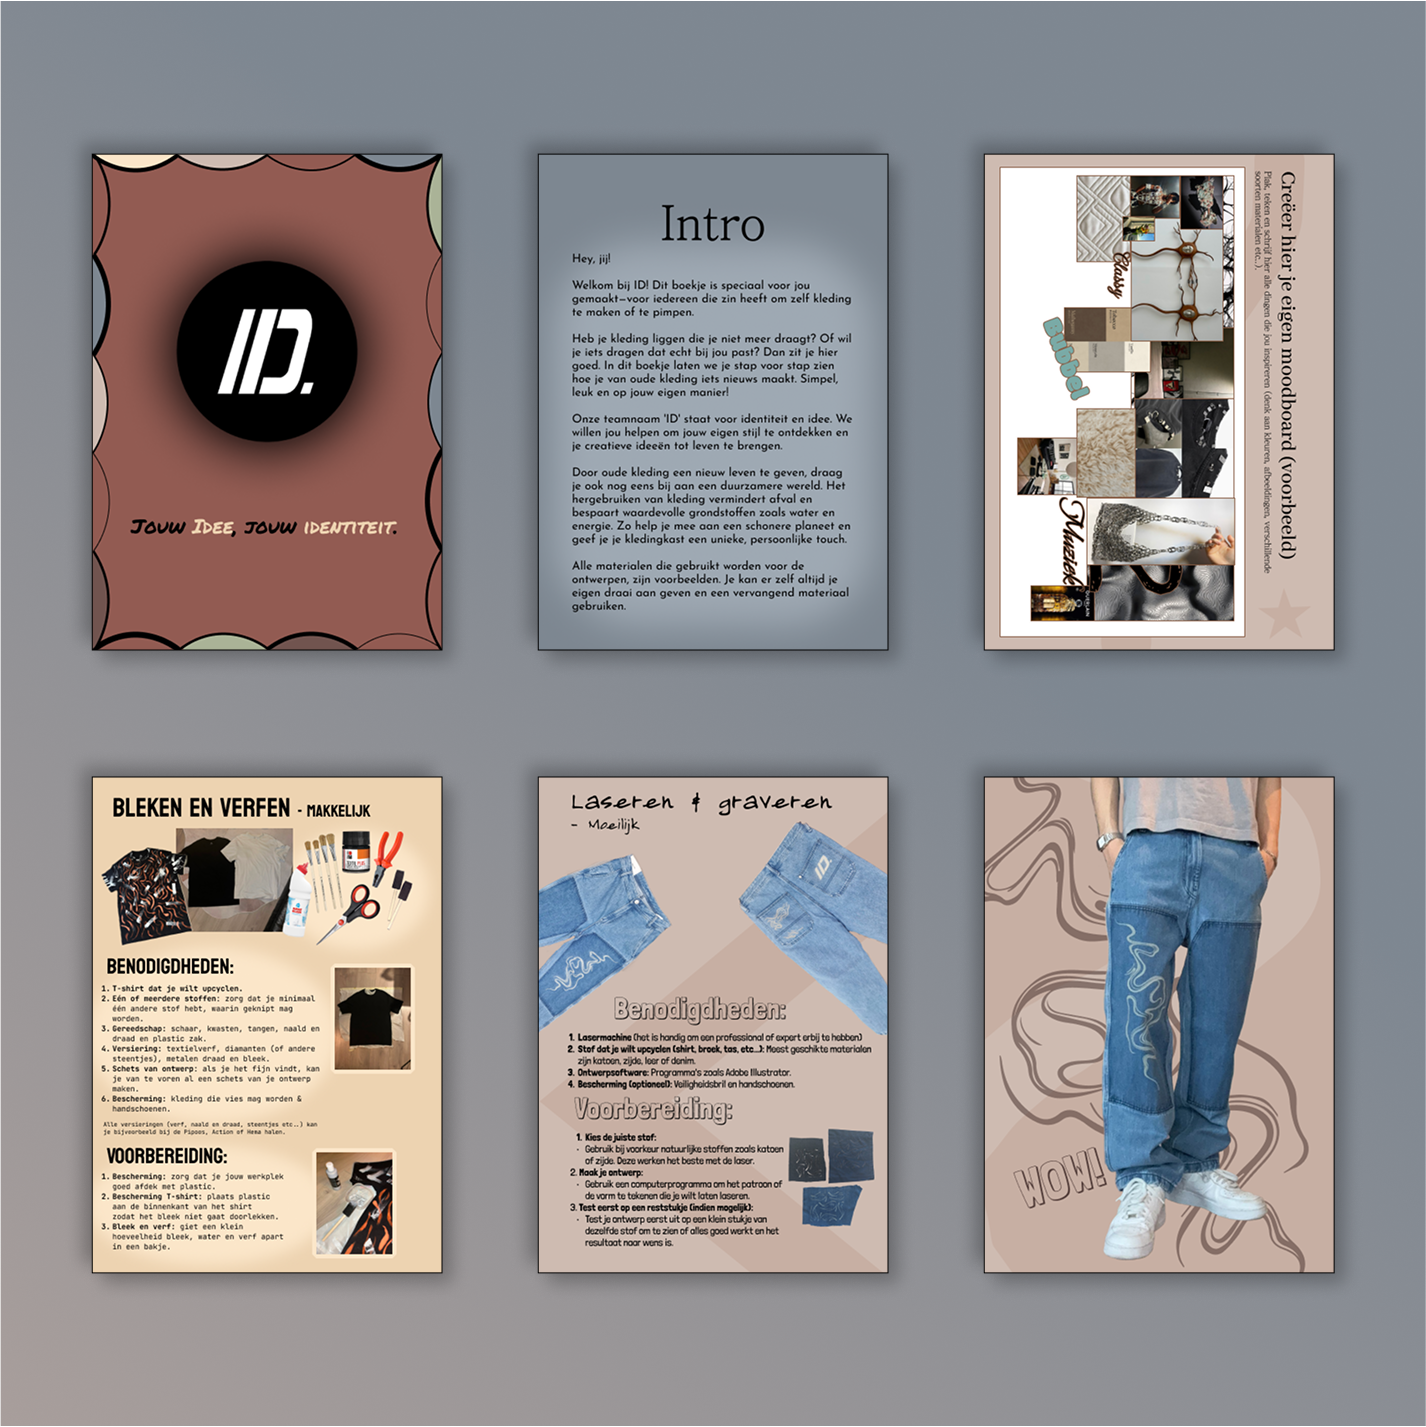 ID.
Jouw Idee, jouw identiteit.
Intro
Hey, jij!
Welkom bij ID! Dit boekje is speciaal voor jou
gemaakt—voor iedereen die zin heeft om zelf kleding
te maken of te pimpen.
Heb je kleding liggen die je niet meer draagt? Of wil
je iets dragen dat echt bij jou past? Dan zit je hier
goed. In dit boekje laten we je stap voor stap zien
hoe je van oude kleding iets nieuws maakt. Simpel,
leuk en op jouw eigen manier!
Onze teamnaam 'ID' staat voor identiteit en idee. We
willen jou helpen om jouw eigen stijl te ontdekken en
je creatieve ideeën tot leven te brengen.
Door oude kleding een nieuw leven te geven, draag
je ook nog eens bij aan een duurzamere wereld. Het
hergebruiken van kleding vermindert afval en
bespaart waardevolle grondstoffen zoals water en
energie. Zo help je mee aan een schonere planeet en
geef je je kledingkast een unieke, persoonlijke touch.
Alle materialen die gebruikt worden voor de
ontwerpen, zijn voorbeelden. Je kan er zelf altijd je
eigen draai aan geven en een vervangend materiaal
gebruiken.
Creëer hier je eigen moodboard (voorbeeld)
Plak, teken en schrijf hier alle dingen die jou inspireren (denk aan kleuren, afbeeldingen, verschillende
soorten materialen etc..).
Classy
Bubbel
Muziek
BLEKEN EN VERFEN - MAKKELIJK
BENODIGDHEDEN:
1. T-shirt dat je wilt upcyclen.
2. Eén of meerdere stoffen: zorg dat je minimaal
één andere stof hebt, waarin geknipt mag
worden.
3. Gereedschap: schaar, kwasten, tangen, naald en
draad en plastic zak.
4. Versiering: textielverf, diamanten (of andere
steentjes), metalen draad en bleek.
5. Schets van ontwerp: als je het fijn vindt, kan
je van te voren al een schets van je ontwerp
maken.
6. Bescherming: kleding die vies mag worden &
handschoenen.
Alle versieringen (verf, naald en draad, steentjes etc..) kan
je bijvoorbeeld bij de Pipoos, Action of Hema halen.
VOORBEREIDING:
1. Bescherming: zorg dat je jouw werkplek
goed afdek met plastic.
2. Bescherming T-shirt: plaats plastic
aan de binnenkant van het shirt
zodat het bleek niet gaat doorlekken.
3. Bleek en verf: giet een klein
hoeveelheid bleek, water en verf apart
in een bakje.
Laseren & graveren
- Moeilijk
ID.
Benodigdheden:
1. Lasermachine (het is handig om een professional of expert erbij te hebben)
2. Stof dat je wilt upcyclen (shirt, broek, tas, etc...): Meest geschikte materialen
zijn katoen, zijde, leer of denim.
3. Ontwerpsoftware: Programma's zoals Adobe Illustrator.
4. Bescherming (optioneel): Veiligheidsbril en handschoenen.
Voorbereiding:
1. Kies de juiste stof:
· Gebruik bij voorkeur natuurlijke stoffen zoals katoen
of zijde. Deze werken het beste met de laser.
2. Maak je ontwerp:
· Gebruik een computerprogramma om het patroon of
de vorm te tekenen die je wilt laten laseren.
3. Test eerst op een reststukje (indien mogelijk):
· Test je ontwerp eerst uit op een klein stukje van
dezelfde stof om te zien of alles goed werkt en het
resultaat naar wens is.
WOW!